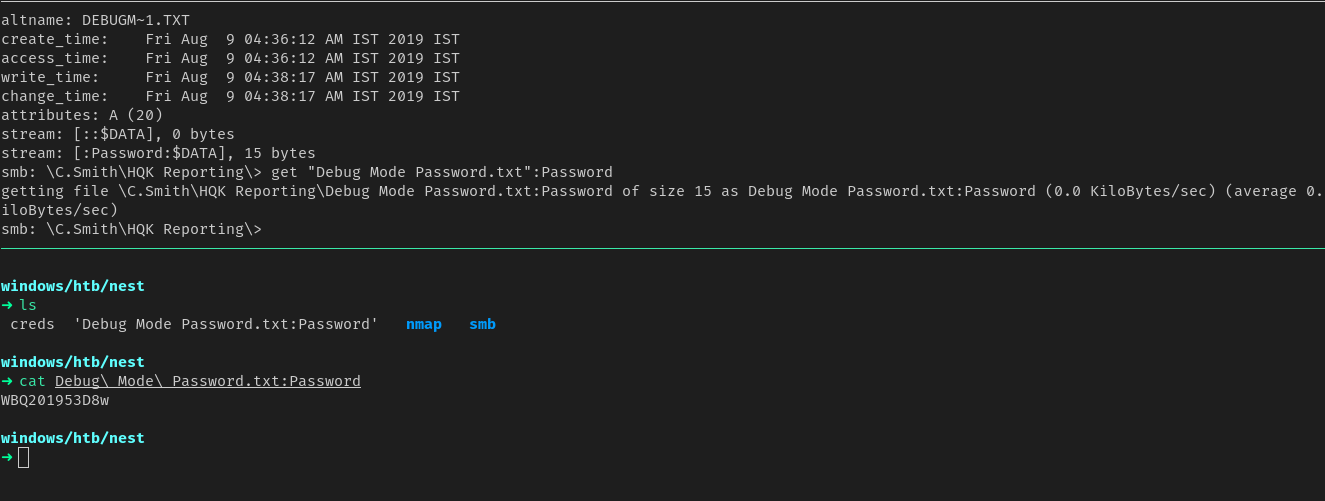 altname: DEBUGM~1.TXT
create_time:    Fri Aug  9 04:36:12 AM IST 2019 IST
access_time:    Fri Aug  9 04:36:12 AM IST 2019 IST
write_time:     Fri Aug  9 04:38:17 AM IST 2019 IST
change_time:    Fri Aug  9 04:38:17 AM IST 2019 IST
attributes: A (20)
stream: [::$DATA], 0 bytes
stream: [:Password:$DATA], 15 bytes
smb: \C.Smith\HQK Reporting\> get "Debug Mode Password.txt":Password
getting file \C.Smith\HQK Reporting\Debug Mode Password.txt:Password of size 15 as Debug Mode Password.txt:Password (0.0 KiloBytes/sec) (average 0.
iloBytes/sec)
smb: \C.Smith\HQK Reporting\>
windows/htb/nest
➜ ls
 creds  'Debug Mode Password.txt:Password'   nmap   smb
windows/htb/nest
➜ cat Debug\ Mode\ Password.txt:Password
WBQ201953D8w
windows/htb/nest
➜